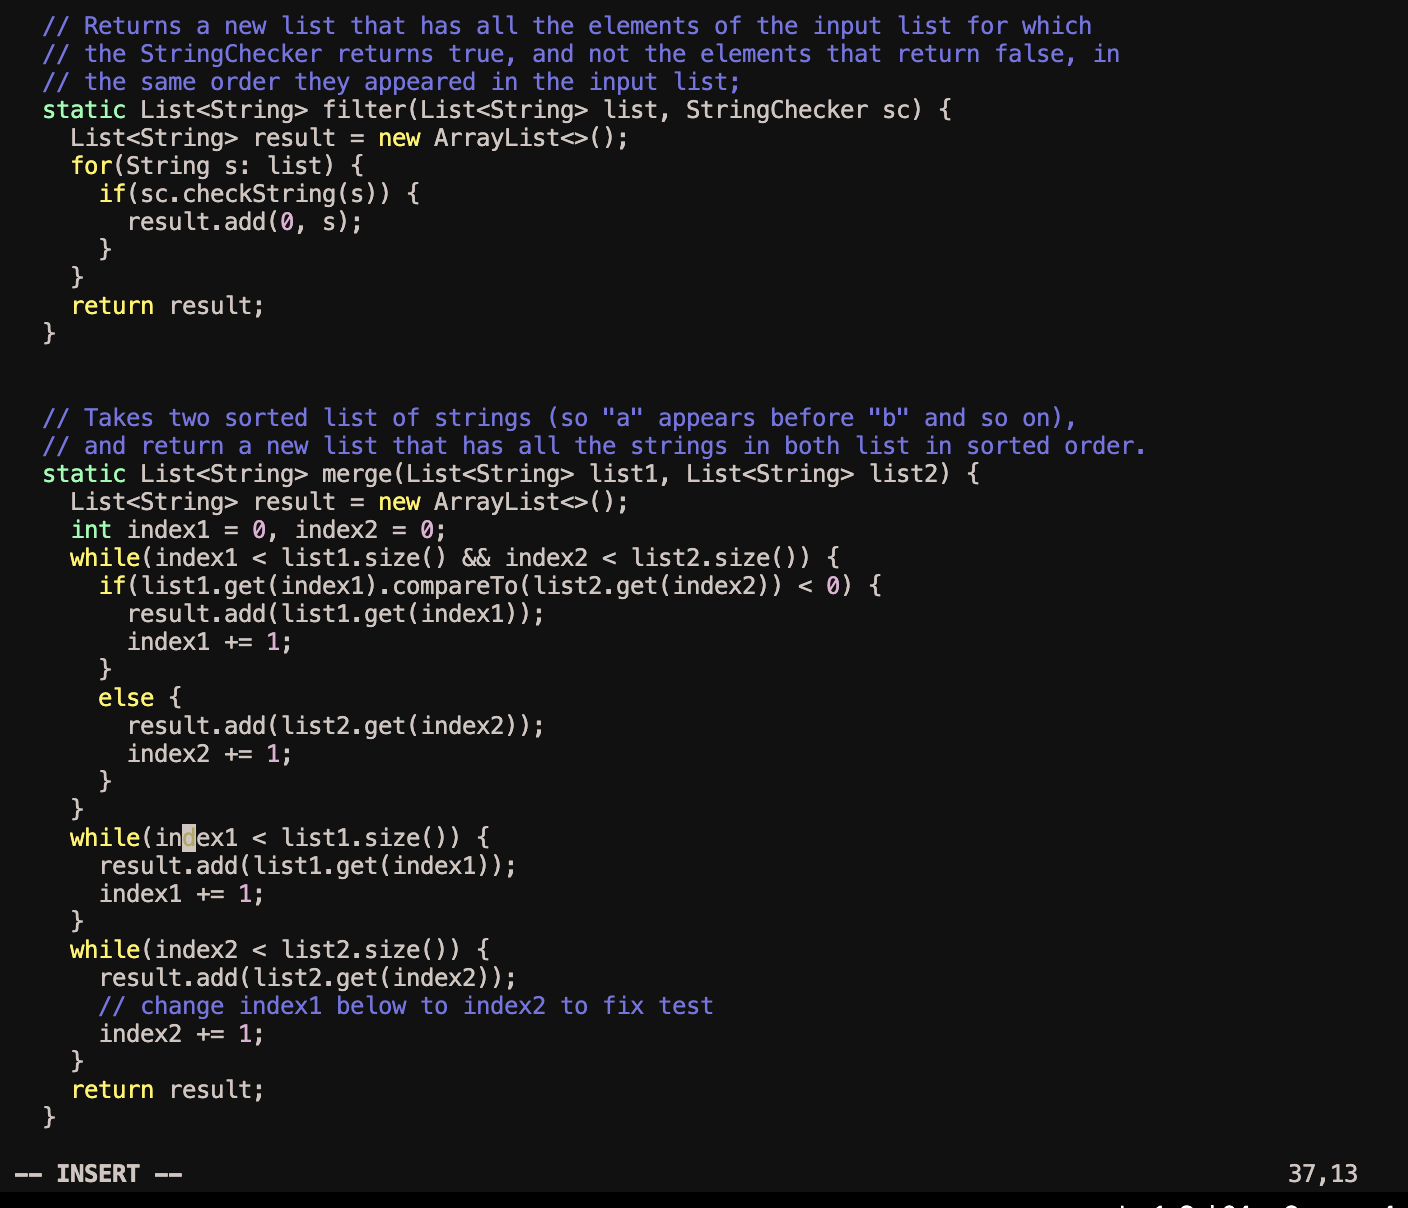 // Returns a new list that has all the elements of the input list for which
// the StringChecker returns true, and not the elements that return false, in
// the same order they appeared in the input list;
static List<String> filter(List<String> list, StringChecker sc) {
  List<String> result = new ArrayList<>();
  for(String s: list) {
    if(sc.checkString(s)) {
      result.add(0, s);
    }
  }
  return result;
}
// Takes two sorted list of strings (so "a" appears before "b" and so on),
// and return a new list that has all the strings in both list in sorted order.
static List<String> merge(List<String> list1, List<String> list2) {
  List<String> result = new ArrayList<>();
  int index1 = 0, index2 = 0;
  while(index1 < list1.size() && index2 < list2.size()) {
    if(list1.get(index1).compareTo(list2.get(index2)) < 0) {
      result.add(list1.get(index1));
      index1 += 1;
    }
    else {
      result.add(list2.get(index2));
      index2 += 1;
    }
  }
  while(index1 < list1.size()) {
    result.add(list1.get(index1));
    index1 += 1;
  }
  while(index2 < list2.size()) {
    result.add(list2.get(index2));
    // change index1 below to index2 to fix test
    index2 += 1;
  }
  return result;
}
-- INSERT -- 37,13